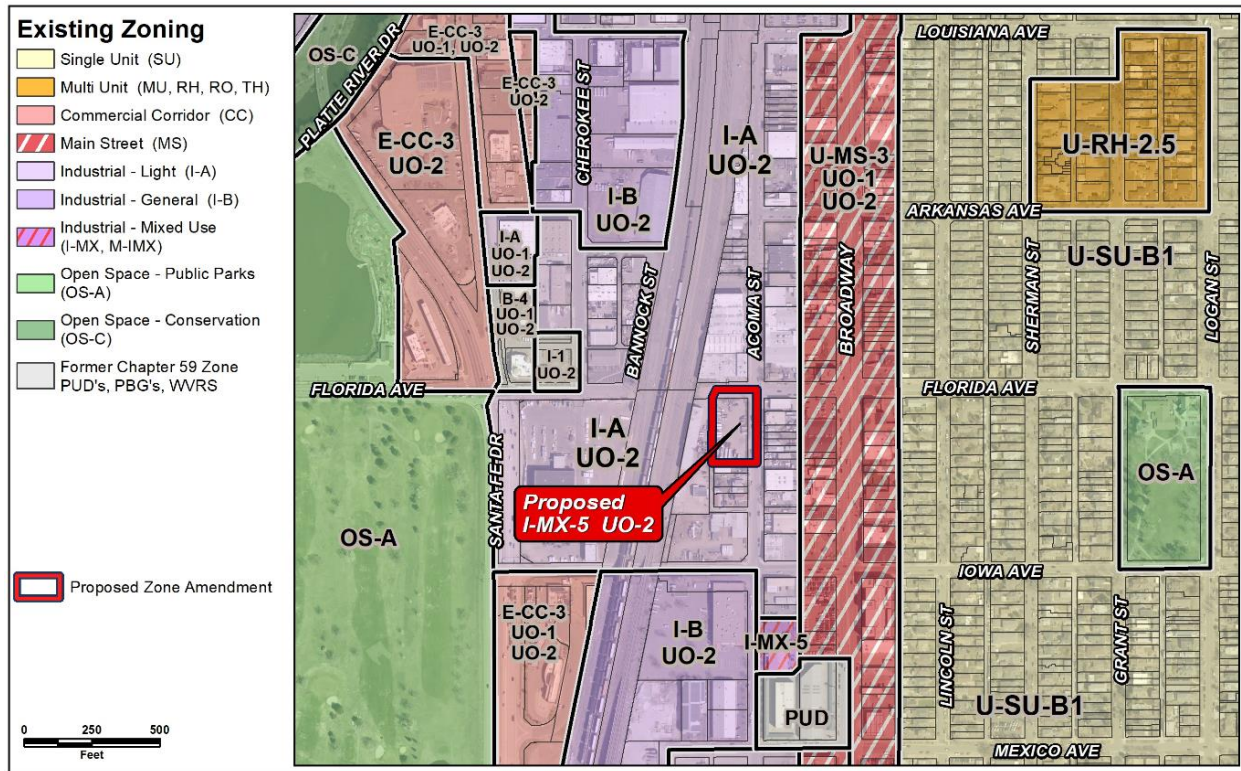 Existing Zoning
Single Unit (SU)
Multi Unit (MU, RH, RO, TH)
Commercial Corridor (CC)
Main Street (MS)
Industrial - Light (I-A)
Industrial - General (I-B)
Industrial - Mixed Use
(I-MX, M-IMX)
Open Space - Public Parks
(OS-A)
Open Space - Conservation
(OS-C)
Former Chapter 59 Zone
PUD's, PBG's, WVRS
Proposed Zone Amendment
0 250 500
Feet
OS-C
PLATTE RIVER DR
E-CC-3
UO-1, UO-2
E-CC-3
UO-2
E-CC-3
UO-2
CHEROKEE ST
I-B
UO-2
I-A
UO-2
U-MS-3
UO-1
UO-2
LOUISIANA AVE
U-RH-2.5
ARKANSAS AVE
I-A
UO-1
UO-2
B-4
UO-1
UO-2
I-1
UO-2
BANNOCK ST
ACOMA ST
BROADWAY
SHERMAN ST
U-SU-B1
LOGAN ST
FLORIDA AVE
FLORIDA AVE
I-A
UO-2
Proposed
I-MX-5 UO-2
SANTA FE DR
OS-A
OS-A
IOWA AVE
E-CC-3
UO-1
UO-2
I-B
UO-2
I-MX-5
PUD
LINCOLN ST
GRANT ST
U-SU-B1
MEXICO AVE